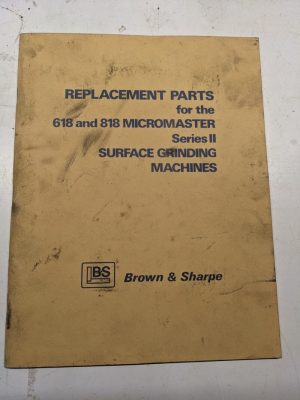 REPLACEMENT PARTS
for the
618 and 818 MICROMASTER
Series II
SURFACE GRINDING
MACHINES
BS
Brown & Sharpe